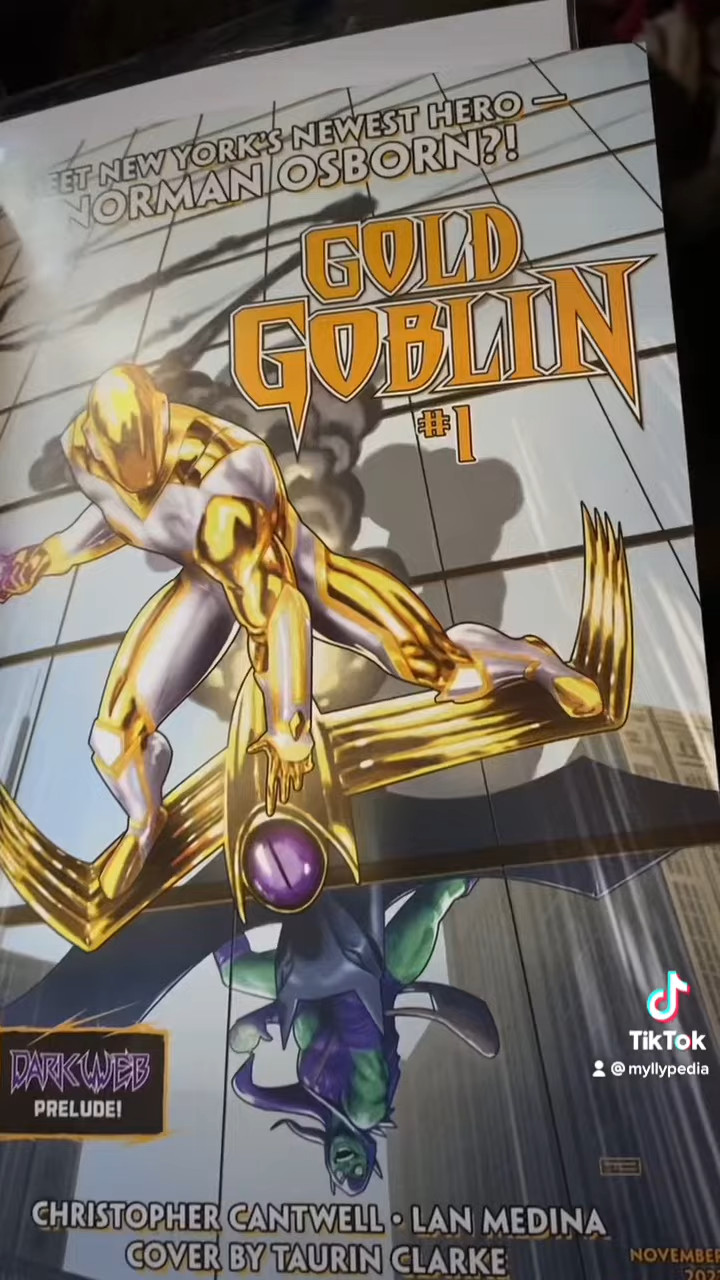 EET NEW YORK'S NEWEST HERO —
NORMAN OSBORN?!
GOLD
GOBLIN
#1
DARK WEB
PRELUDE!
TikTok
@myllypedia
CHRISTOPHER CANTWELL • LAN MEDINA
COVER BY TAURIN CLARKE
NOVEMBER